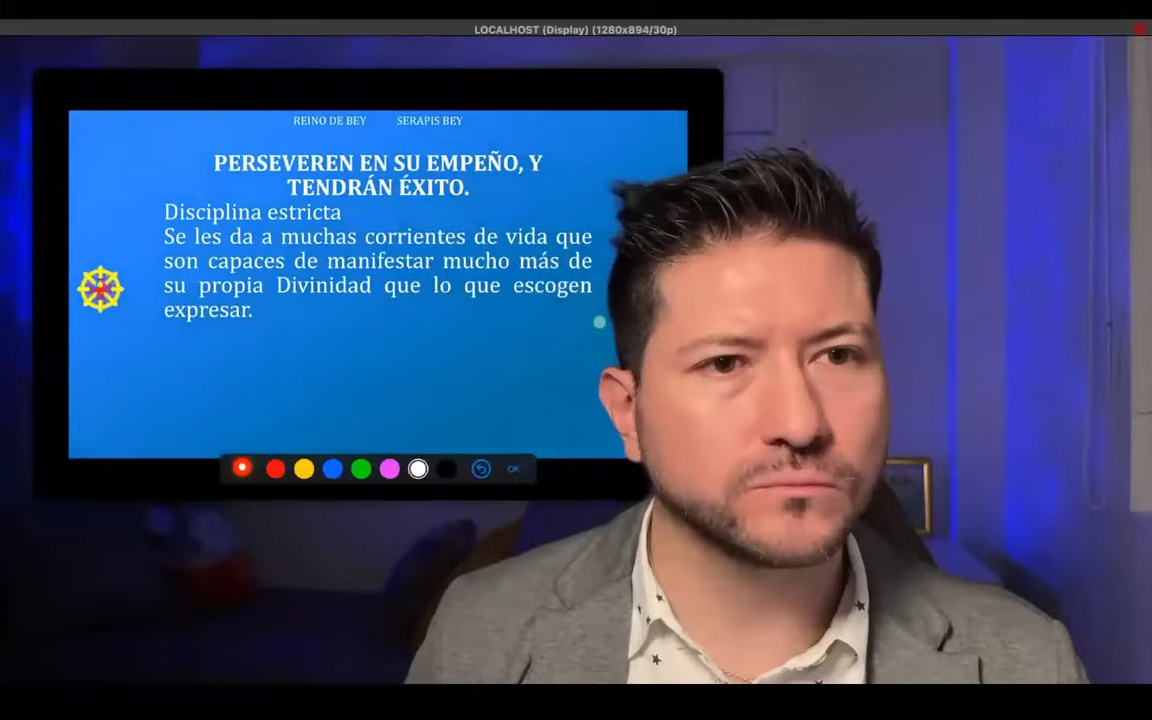 LOCALHOST (Display) (1280x894/30p)
REINO DE BEY SERAPIS BEY
PERSEVEREN EN SU EMPEÑO, Y
TENDRÁN ÉXITO.
Disciplina estricta
Se les da a muchas corrientes de vida que
son capaces de manifestar mucho más de
su propia Divinidad que lo que escogen
expresar.
OK